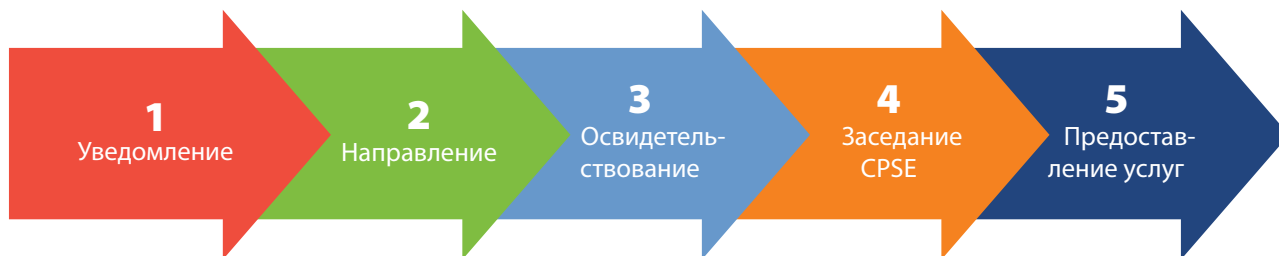 1
Уведомление
2
Направление
3
Освидетель-
ствование
4
Заседание
CPSE
5
Предостав-
ление услуг